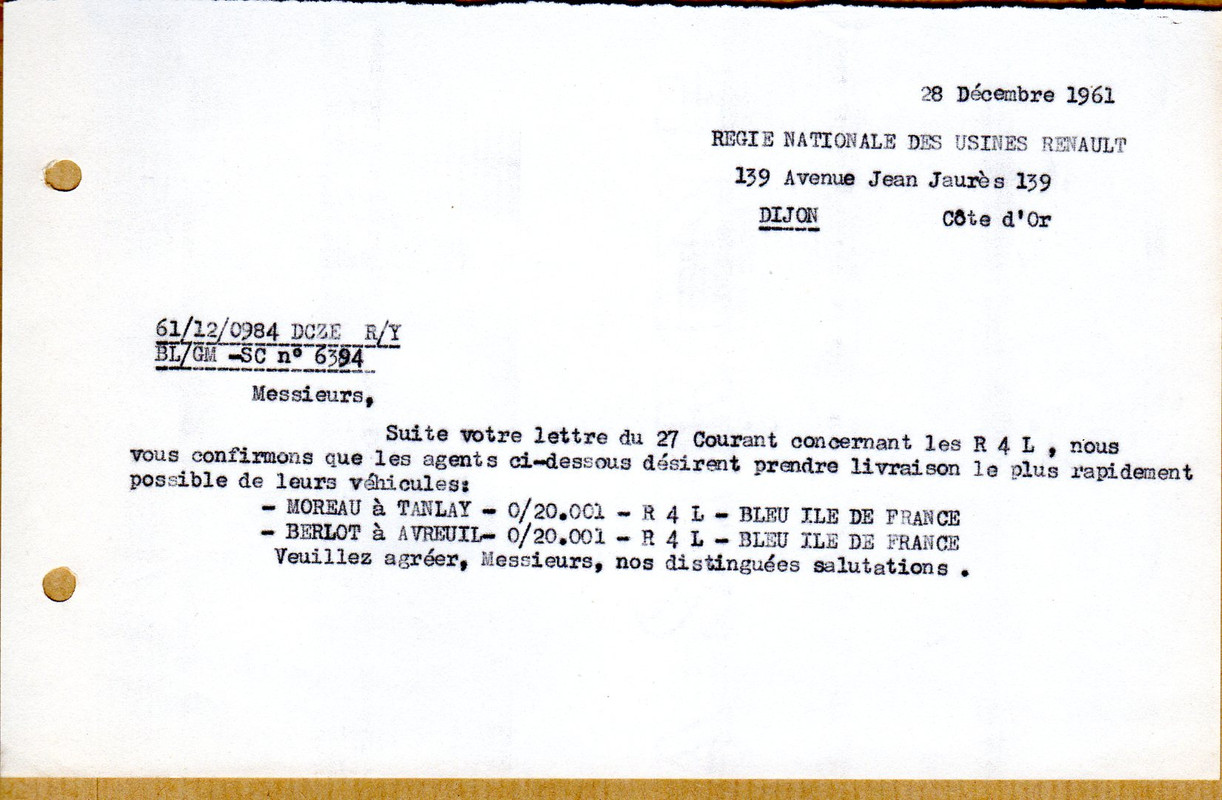 28 Décembre 1961
REGIE NATIONALE DES USINES RENAULT
139 Avenue Jean Jaurès 139
DIJON Côte d'Or
61/12/0984 DCZE R/Y
BL/GM -SC n° 6394
Messieurs,
Suite votre lettre du 27 Courant concernant les R 4 L , nous
vous confirmons que les agents ci-dessous désirent prendre livraison le plus rapidement
possible de leurs véhicules:
- MOREAU à TANLAY - 0/20.001 - R 4 L - BLEU ILE DE FRANCE
- BERLOT à AVREUIL- 0/20.001 - R 4 L - BLEU ILE DE FRANCE
Veuillez agréer, Messieurs, nos distinguées salutations .